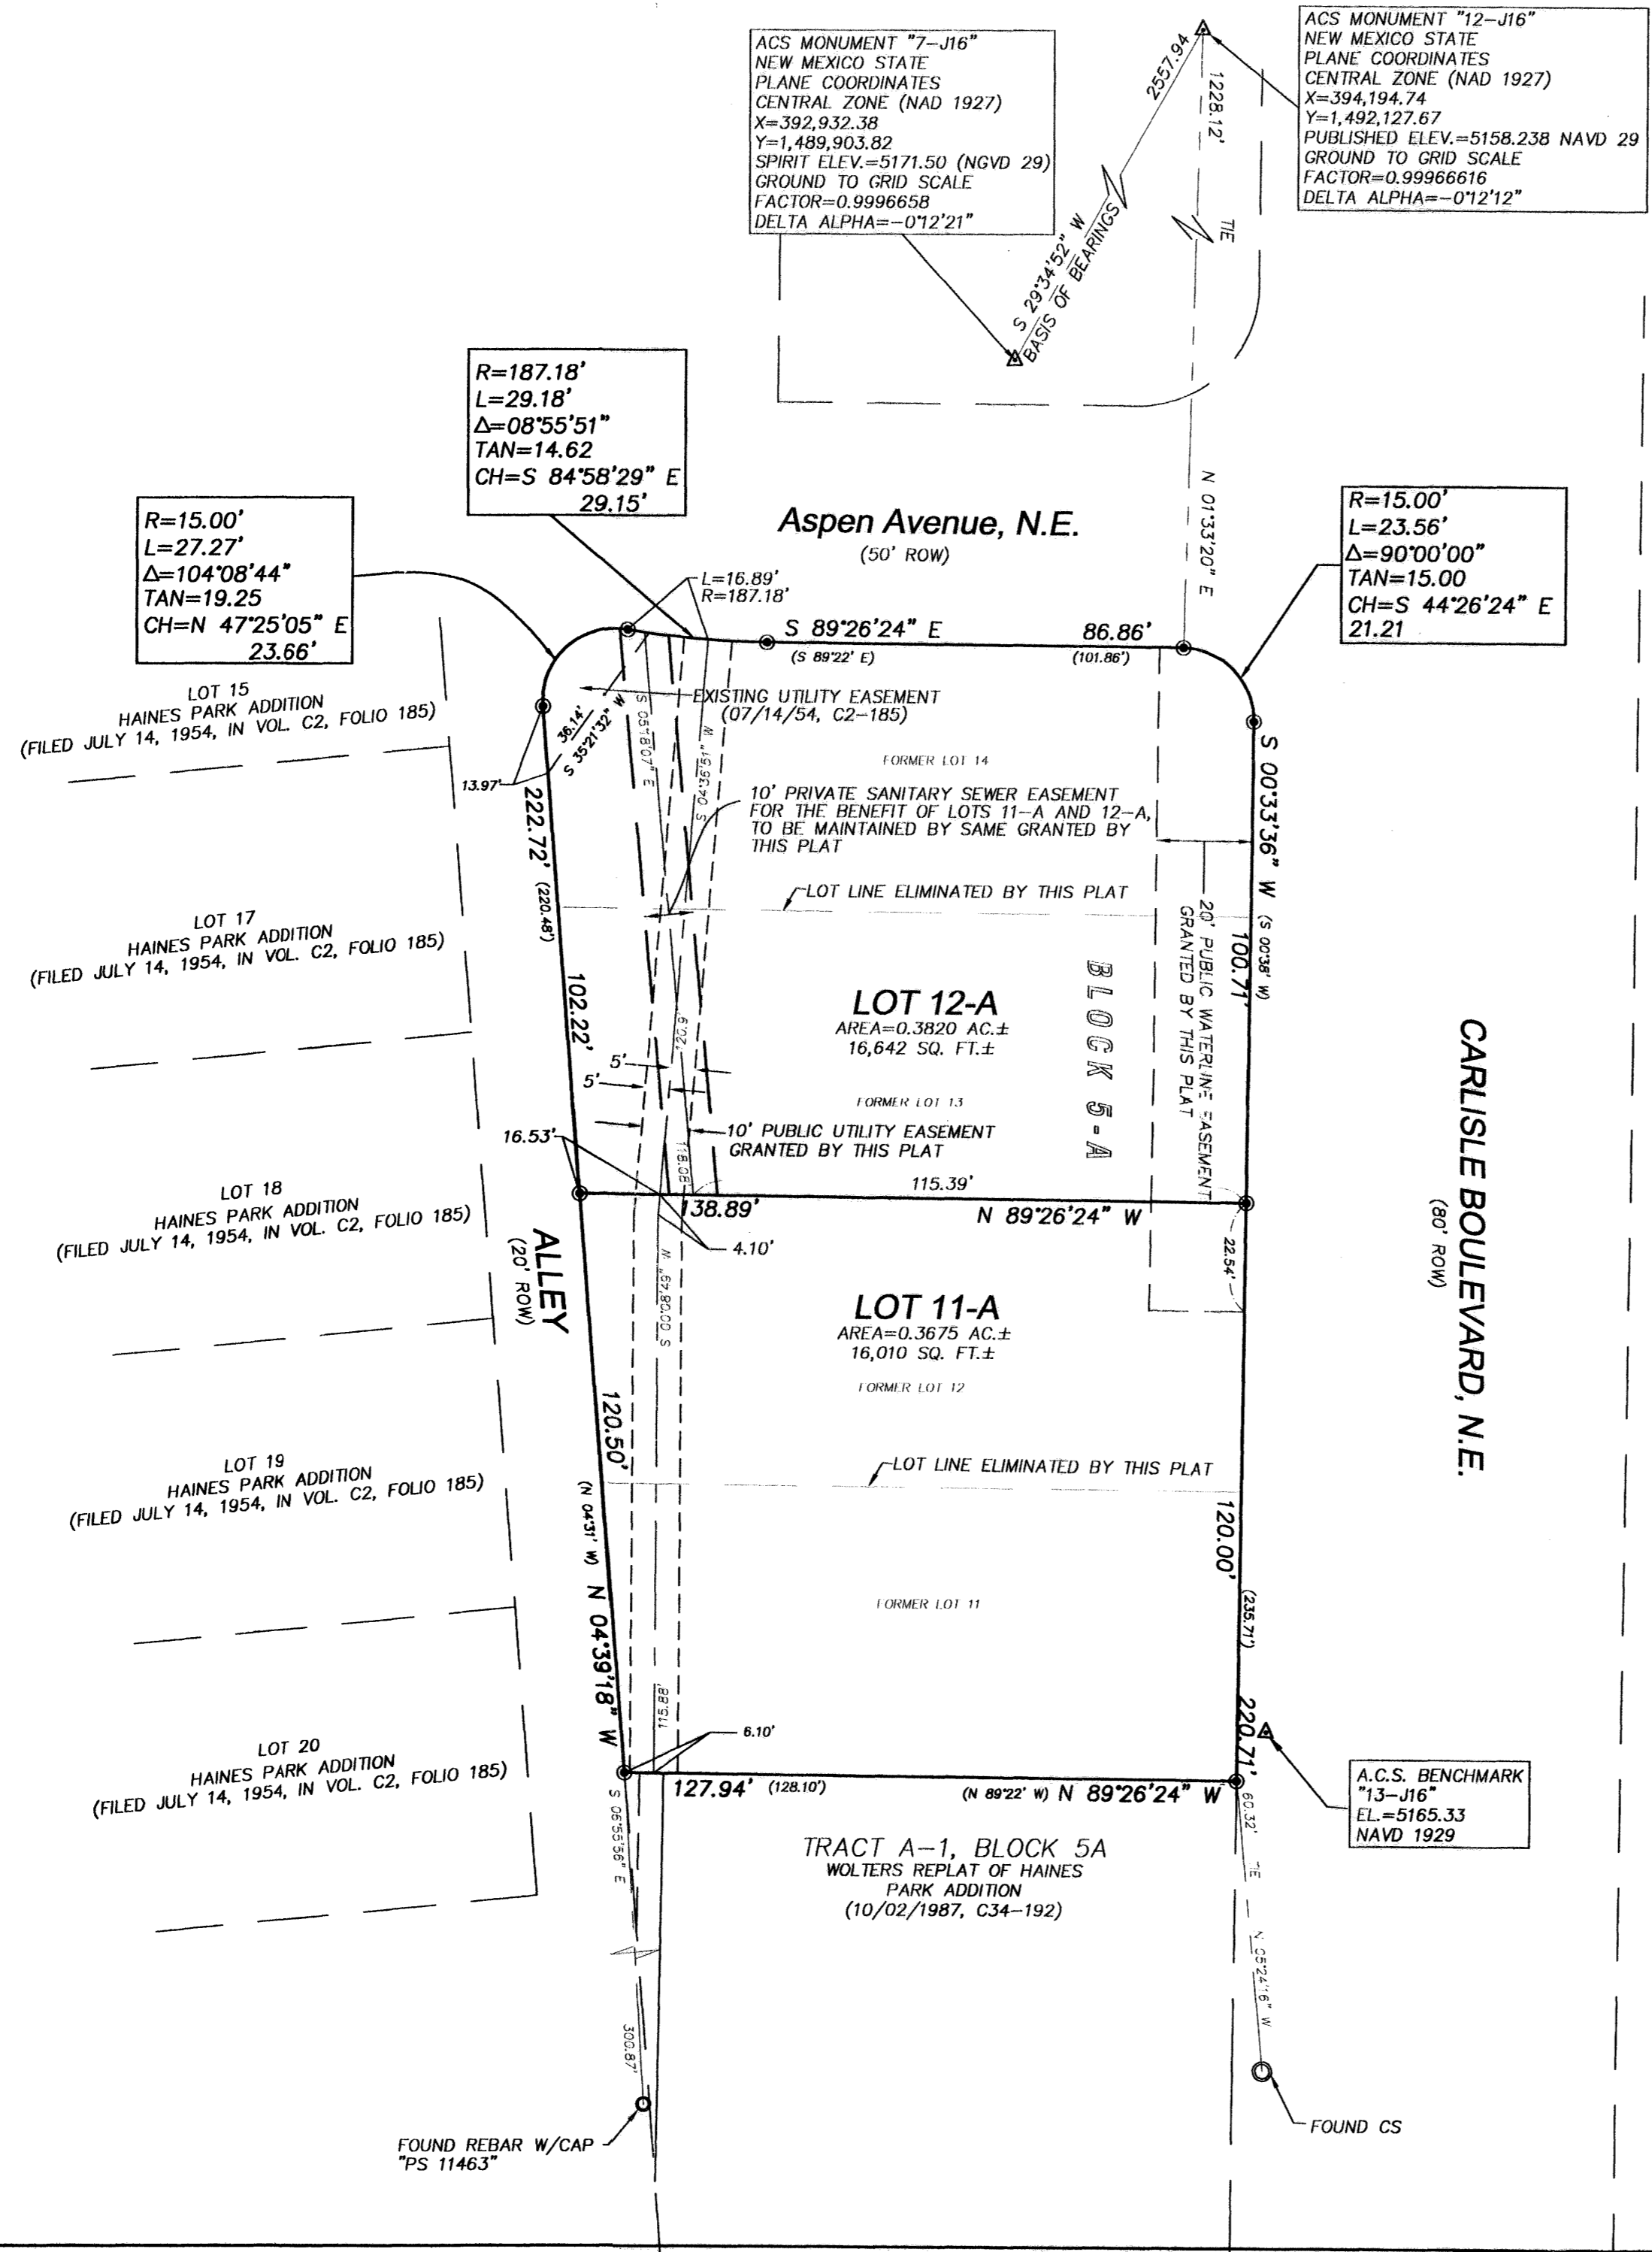 ACS MONUMENT "7-J16"
NEW MEXICO STATE
PLANE COORDINATES
CENTRAL ZONE (NAD 1927)
X=392,932.38
Y=1,489,903.82
SPIRIT ELEV.=5171.50 (NGVD 29)
GROUND TO GRID SCALE
FACTOR=0.9996658
DELTA ALPHA=-0°12'21"
ACS MONUMENT "12-J16"
NEW MEXICO STATE
PLANE COORDINATES
CENTRAL ZONE (NAD 1927)
X=394,194.74
Y=1,492,127.67
PUBLISHED ELEV.=5158.238 NAVD 29
GROUND TO GRID SCALE
FACTOR=0.99966616
DELTA ALPHA=-0°12'12"
2557.94
S 29°34'52" W
BASIS OF BEARINGS
1228.12'
TIE
N 01°33'20" E
R=187.18'
L=29.18'
Δ=08°55'51"
TAN=14.62
CH=S 84°58'29" E
29.15'
R=15.00'
L=27.27'
Δ=104°08'44"
TAN=19.25
CH=N 47°25'05" E
23.66'
Aspen Avenue, N.E.
(50' ROW)
R=15.00'
L=23.56'
Δ=90°00'00"
TAN=15.00
CH=S 44°26'24" E
21.21
L=16.89'
R=187.18'
S 89°26'24" E
86.86'
(S 89°22' E)
(101.86')
LOT 15
HAINES PARK ADDITION
(FILED JULY 14, 1954, IN VOL. C2, FOLIO 185)
EXISTING UTILITY EASEMENT
(07/14/54, C2-185)
36.14'
S 35°21'32" W
S 05°18'07" E
S 04°39'19" W
13.97'
FORMER LOT 14
10' PRIVATE SANITARY SEWER EASEMENT
FOR THE BENEFIT OF LOTS 11-A AND 12-A,
TO BE MAINTAINED BY SAME GRANTED BY
THIS PLAT
222.72'
(220.48')
102.22'
S 00°33'36" W
(S 00°38' W)
100.71'
LOT LINE ELIMINATED BY THIS PLAT
20' PUBLIC WATERLINE EASEMENT
GRANTED BY THIS PLAT
LOT 17
HAINES PARK ADDITION
(FILED JULY 14, 1954, IN VOL. C2, FOLIO 185)
LOT 12-A
AREA=0.3820 AC.±
16,642 SQ. FT.±
BLOCK 5-A
120.9'
5'
5'
FORMER LOT 13
10' PUBLIC UTILITY EASEMENT
GRANTED BY THIS PLAT
118.08'
16.53'
115.39'
138.89'
N 89°26'24" W
4.10'
22.54'
CARLISLE BOULEVARD, N.E.
(80' ROW)
LOT 18
HAINES PARK ADDITION
(FILED JULY 14, 1954, IN VOL. C2, FOLIO 185)
ALLEY
(20' ROW)
S 00°08'49" W
LOT 11-A
AREA=0.3675 AC.±
16,010 SQ. FT.±
FORMER LOT 12
120.50'
(N 04°31' W)
N 04°39'18" W
LOT LINE ELIMINATED BY THIS PLAT
120.00'
(235.71')
220.71'
LOT 19
HAINES PARK ADDITION
(FILED JULY 14, 1954, IN VOL. C2, FOLIO 185)
FORMER LOT 11
115.88'
6.10'
LOT 20
HAINES PARK ADDITION
(FILED JULY 14, 1954, IN VOL. C2, FOLIO 185)
127.94'
(128.10')
(N 89°22' W)
N 89°26'24" W
A.C.S. BENCHMARK
"13-J16"
EL.=5165.33
NAVD 1929
S 06°55'56" E
300.87'
60.32'
TIE
N 05°24'16" W
TRACT A-1, BLOCK 5A
WOLTERS REPLAT OF HAINES
PARK ADDITION
(10/02/1987, C34-192)
FOUND REBAR W/CAP
"PS 11463"
FOUND CS